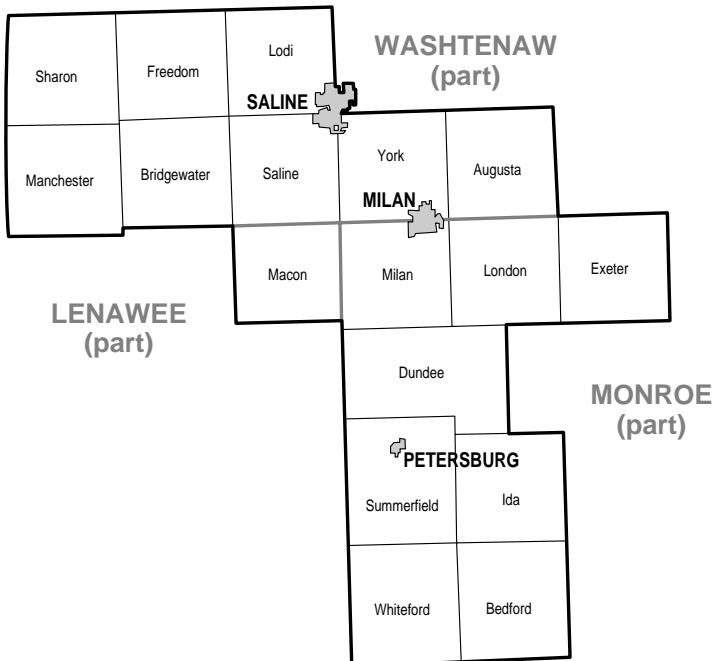 Lodi
WASHTENAW
(part)
Sharon
Freedom
SALINE
York
Augusta
Manchester
Bridgewater
Saline
MILAN
Macon
Milan
London
Exeter
LENAWEE
(part)
Dundee
MONROE
(part)
PETERSBURG
Summerfield
Ida
Whiteford
Bedford